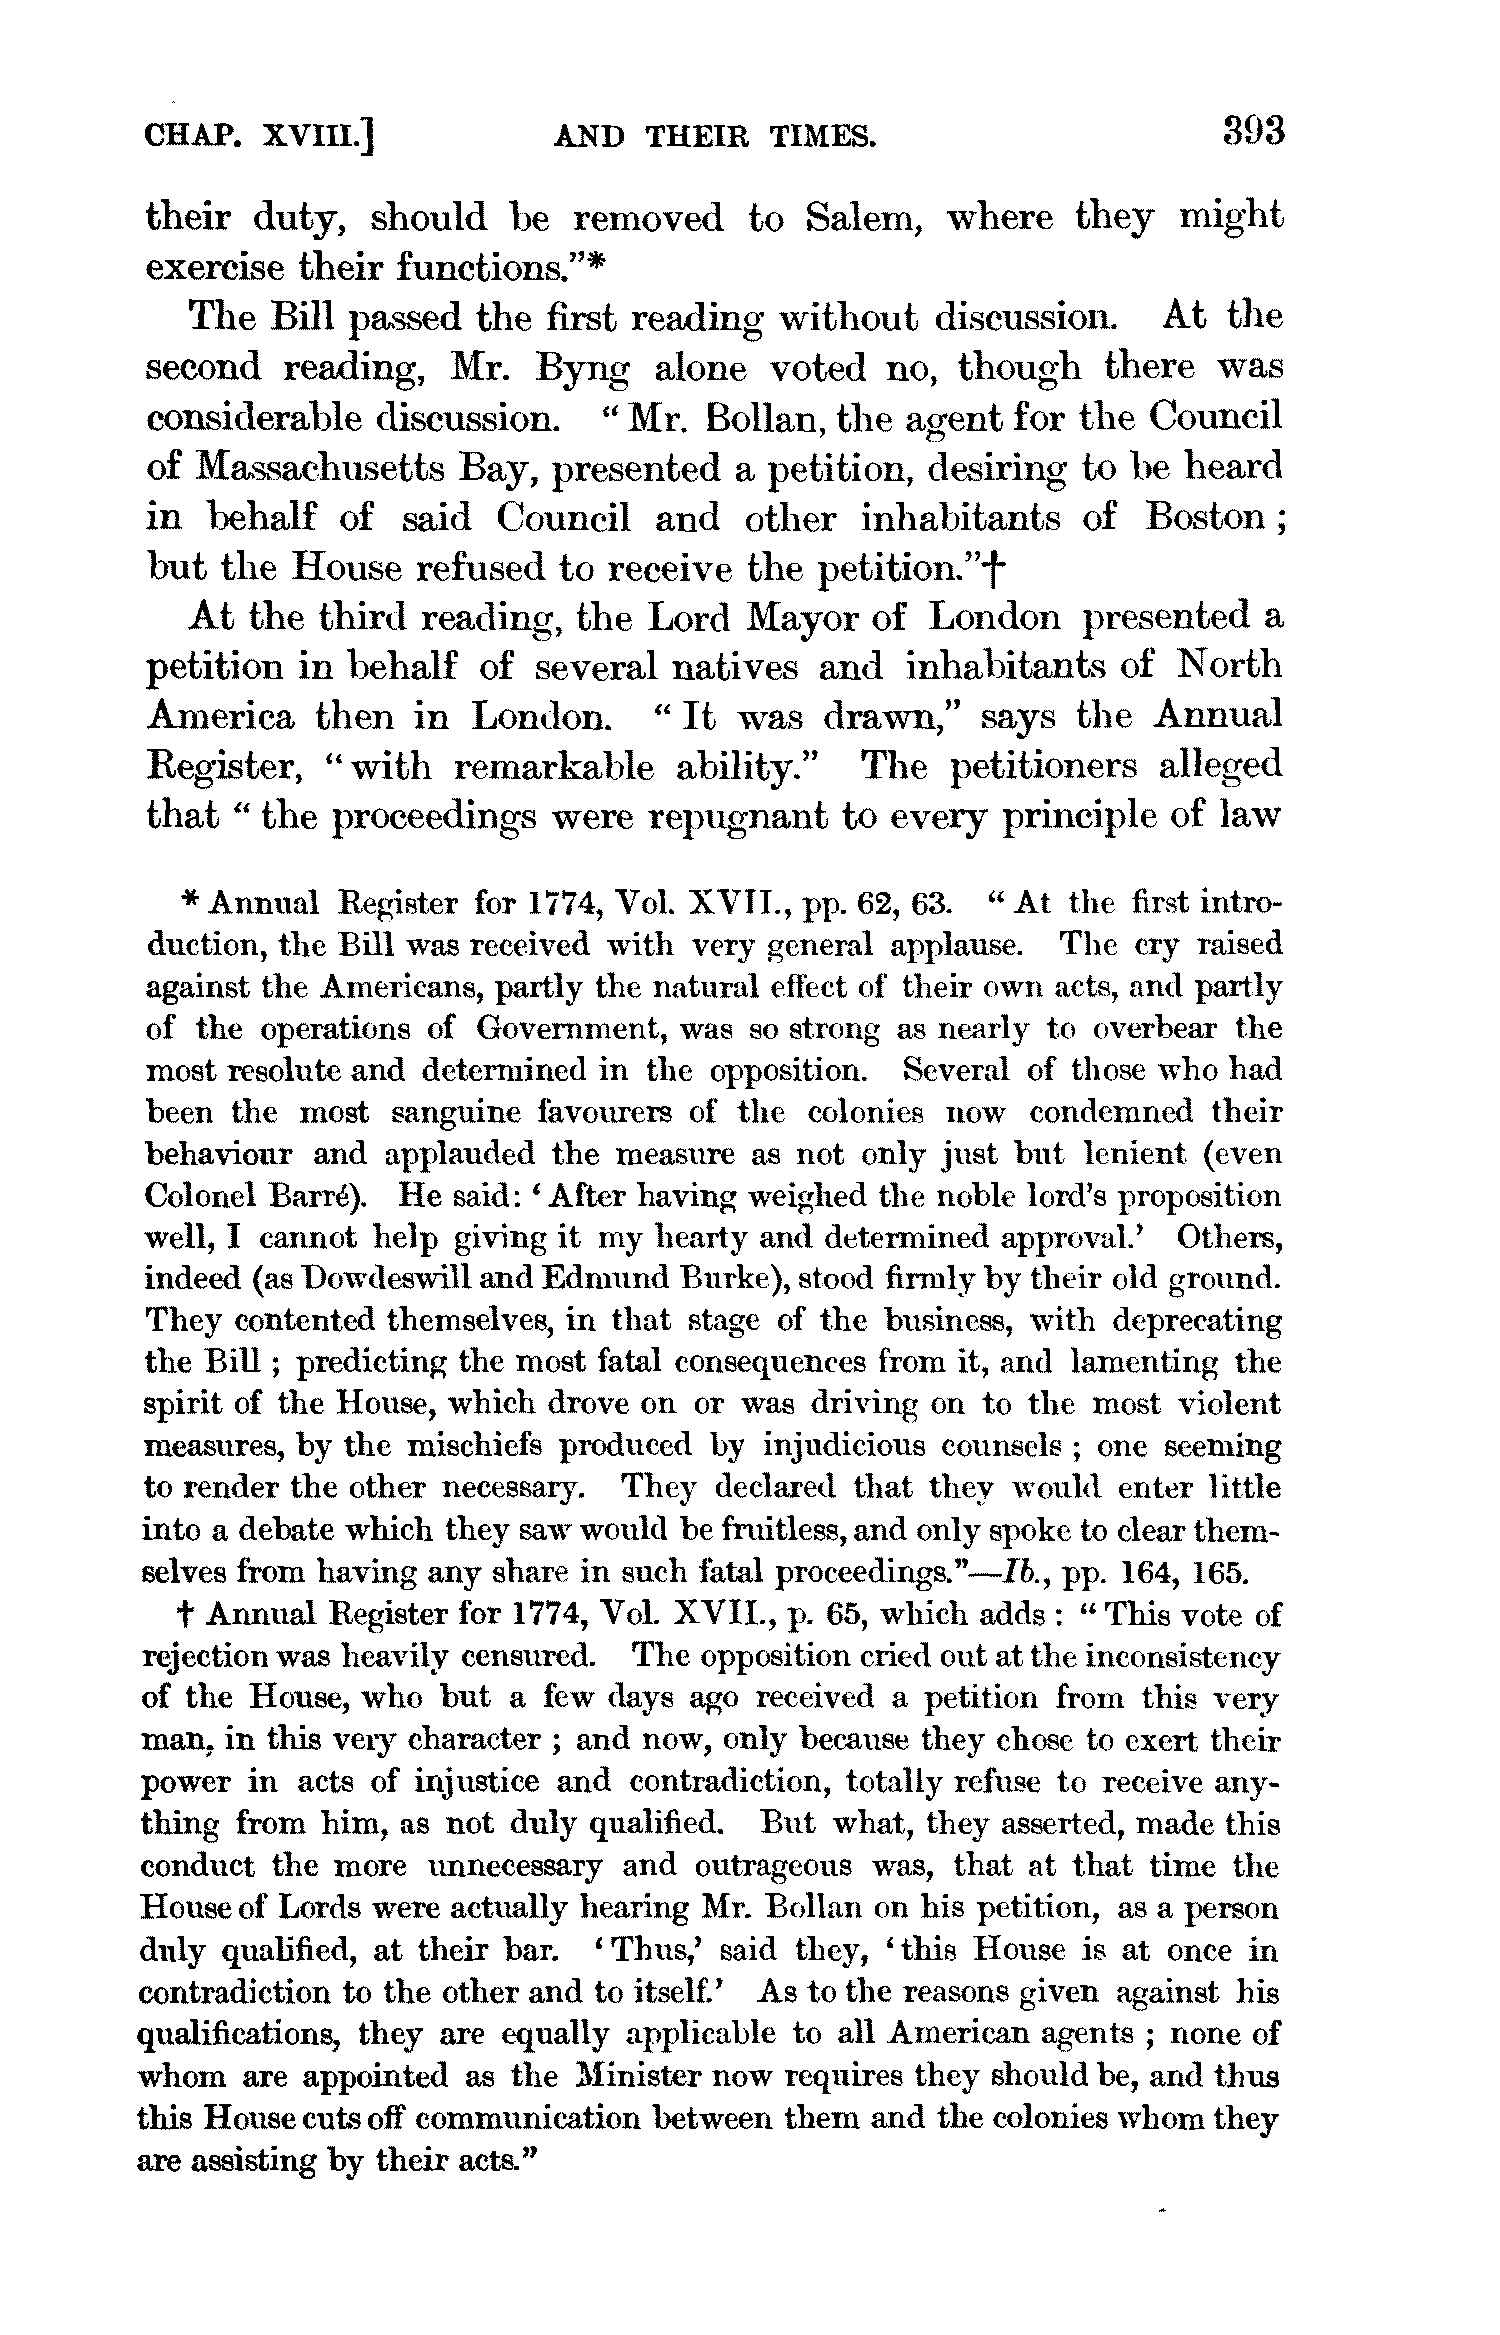 CHAP. XVIII.] AND THEIR TIMES. 393
their duty, should be removed to Salem, where they might
exercise their functions."*
The Bill passed the first reading without discussion. At the
second reading, Mr. Byng alone voted no, though there was
considerable discussion. "Mr. Bollan, the agent for the Council
of Massachusetts Bay, presented a petition, desiring to be heard
in behalf of said Council and other inhabitants of Boston;
but the House refused to receive the petition."†
At the third reading, the Lord Mayor of London presented a
petition in behalf of several natives and inhabitants of North
America then in London. "It was drawn," says the Annual
Register, "with remarkable ability." The petitioners alleged
that "the proceedings were repugnant to every principle of law
* Annual Register for 1774, Vol. XVII., pp. 62, 63. "At the first intro-
duction, the Bill was received with very general applause. The cry raised
against the Americans, partly the natural effect of their own acts, and partly
of the operations of Government, was so strong as nearly to overbear the
most resolute and determined in the opposition. Several of those who had
been the most sanguine favourers of the colonies now condemned their
behaviour and applauded the measure as not only just but lenient (even
Colonel Barré). He said: 'After having weighed the noble lord's proposition
well, I cannot help giving it my hearty and determined approval.' Others,
indeed (as Dowdeswill and Edmund Burke), stood firmly by their old ground.
They contented themselves, in that stage of the business, with deprecating
the Bill; predicting the most fatal consequences from it, and lamenting the
spirit of the House, which drove on or was driving on to the most violent
measures, by the mischiefs produced by injudicious counsels; one seeming
to render the other necessary. They declared that they would enter little
into a debate which they saw would be fruitless, and only spoke to clear them-
selves from having any share in such fatal proceedings."—Ib., pp. 164, 165.
† Annual Register for 1774, Vol. XVII., p. 65, which adds: "This vote of
rejection was heavily censured. The opposition cried out at the inconsistency
of the House, who but a few days ago received a petition from this very
man, in this very character; and now, only because they chose to exert their
power in acts of injustice and contradiction, totally refuse to receive any-
thing from him, as not duly qualified. But what, they asserted, made this
conduct the more unnecessary and outrageous was, that at that time the
House of Lords were actually hearing Mr. Bollan on his petition, as a person
duly qualified, at their bar. 'Thus,' said they, 'this House is at once in
contradiction to the other and to itself.' As to the reasons given against his
qualifications, they are equally applicable to all American agents; none of
whom are appointed as the Minister now requires they should be, and thus
this House cuts off communication between them and the colonies whom they
are assisting by their acts."